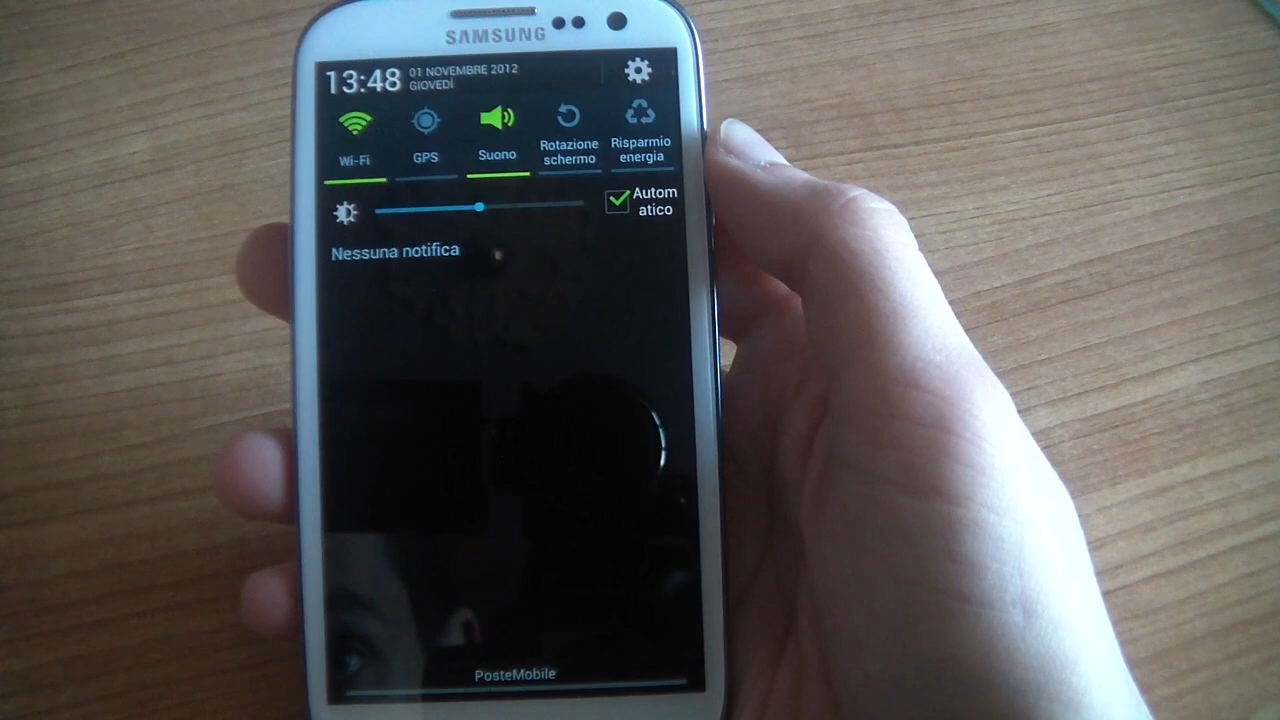 SAMSUNG
13:48
01 NOVEMBRE 2012
GIOVEDÌ
Wi-Fi
GPS
Suono
Rotazione
schermo
Risparmio
energia
Autom
atico
Nessuna notifica
PosteMobile